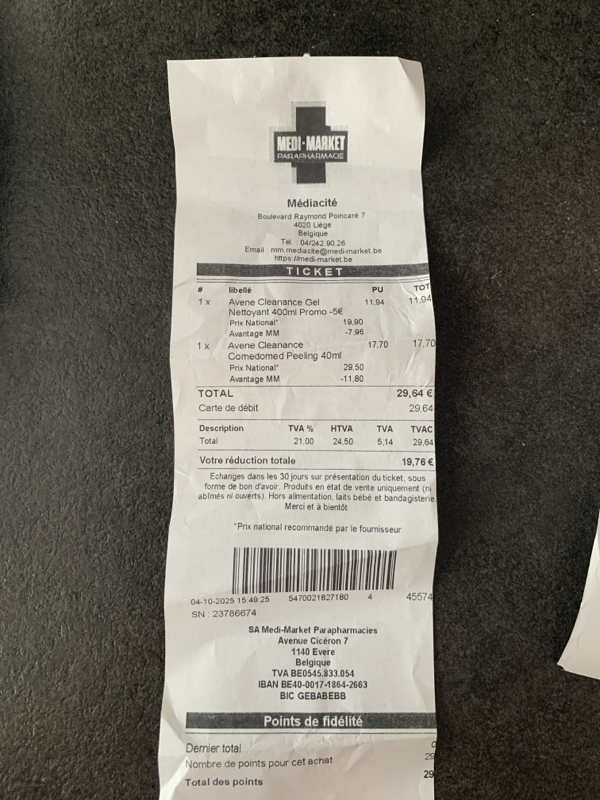 MEDI-MARKET
PARAPHARMACIE
Médiacité
Boulevard Raymond Poincaré 7
4020 Liège
Belgique
Tel : 04/242.90.26
Email : mm.mediacite@medi-market.be
https://medi-market.be
TICKET
# libellé PU TOT
1 x Avene Cleanance Gel 11,94 11,94
Nettoyant 400ml Promo -5€
Prix National* 19,90
Avantage MM -7,96
1 x Avene Cleanance 17,70 17,70
Comedomed Peeling 40ml
Prix National* 29,50
Avantage MM -11,80
TOTAL 29,64 €
Carte de débit 29,64
Description TVA % HTVA TVA TVAC
Total 21,00 24,50 5,14 29,64
Votre réduction totale 19,76 €
Echanges dans les 30 jours sur présentation du ticket, sous
forme de bon d'avoir. Produits en état de vente uniquement (ni
abîmés ni ouverts). Hors alimentation, laits bébé et bandagisterie
Merci et à bientôt
*Prix national recommandé par le fournisseur
04-10-2025 15:49:25 5470021827180 4 45574
SN : 23786674
SA Medi-Market Parapharmacies
Avenue Cicéron 7
1140 Evere
Belgique
TVA BE0545.833.054
IBAN BE40-0017-1864-2663
BIC GEBABEBB
Points de fidélité
Dernier total 0
Nombre de points pour cet achat 29
Total des points 29